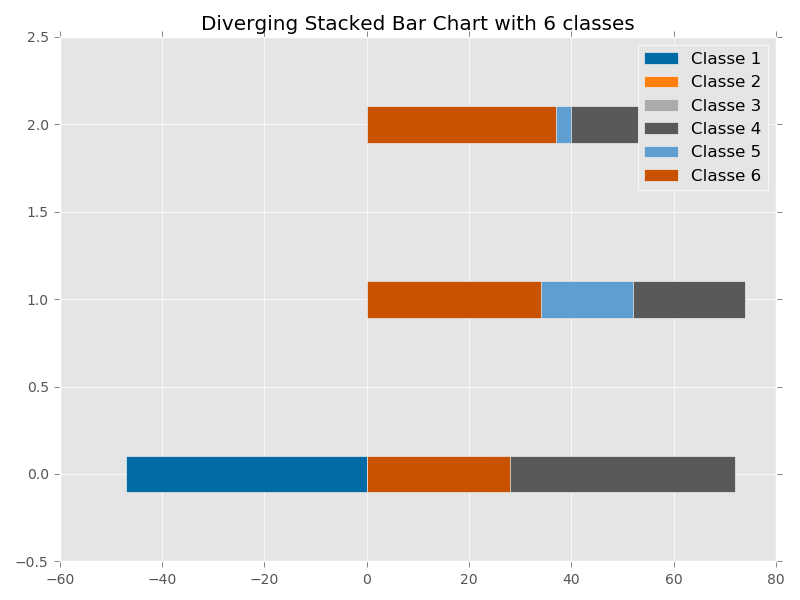 Diverging Stacked Bar Chart with 6 classes
2.5
2.0
1.5
1.0
0.5
0.0
−0.5
−60
−40
−20
0
20
40
60
80
Classe 1
Classe 2
Classe 3
Classe 4
Classe 5
Classe 6